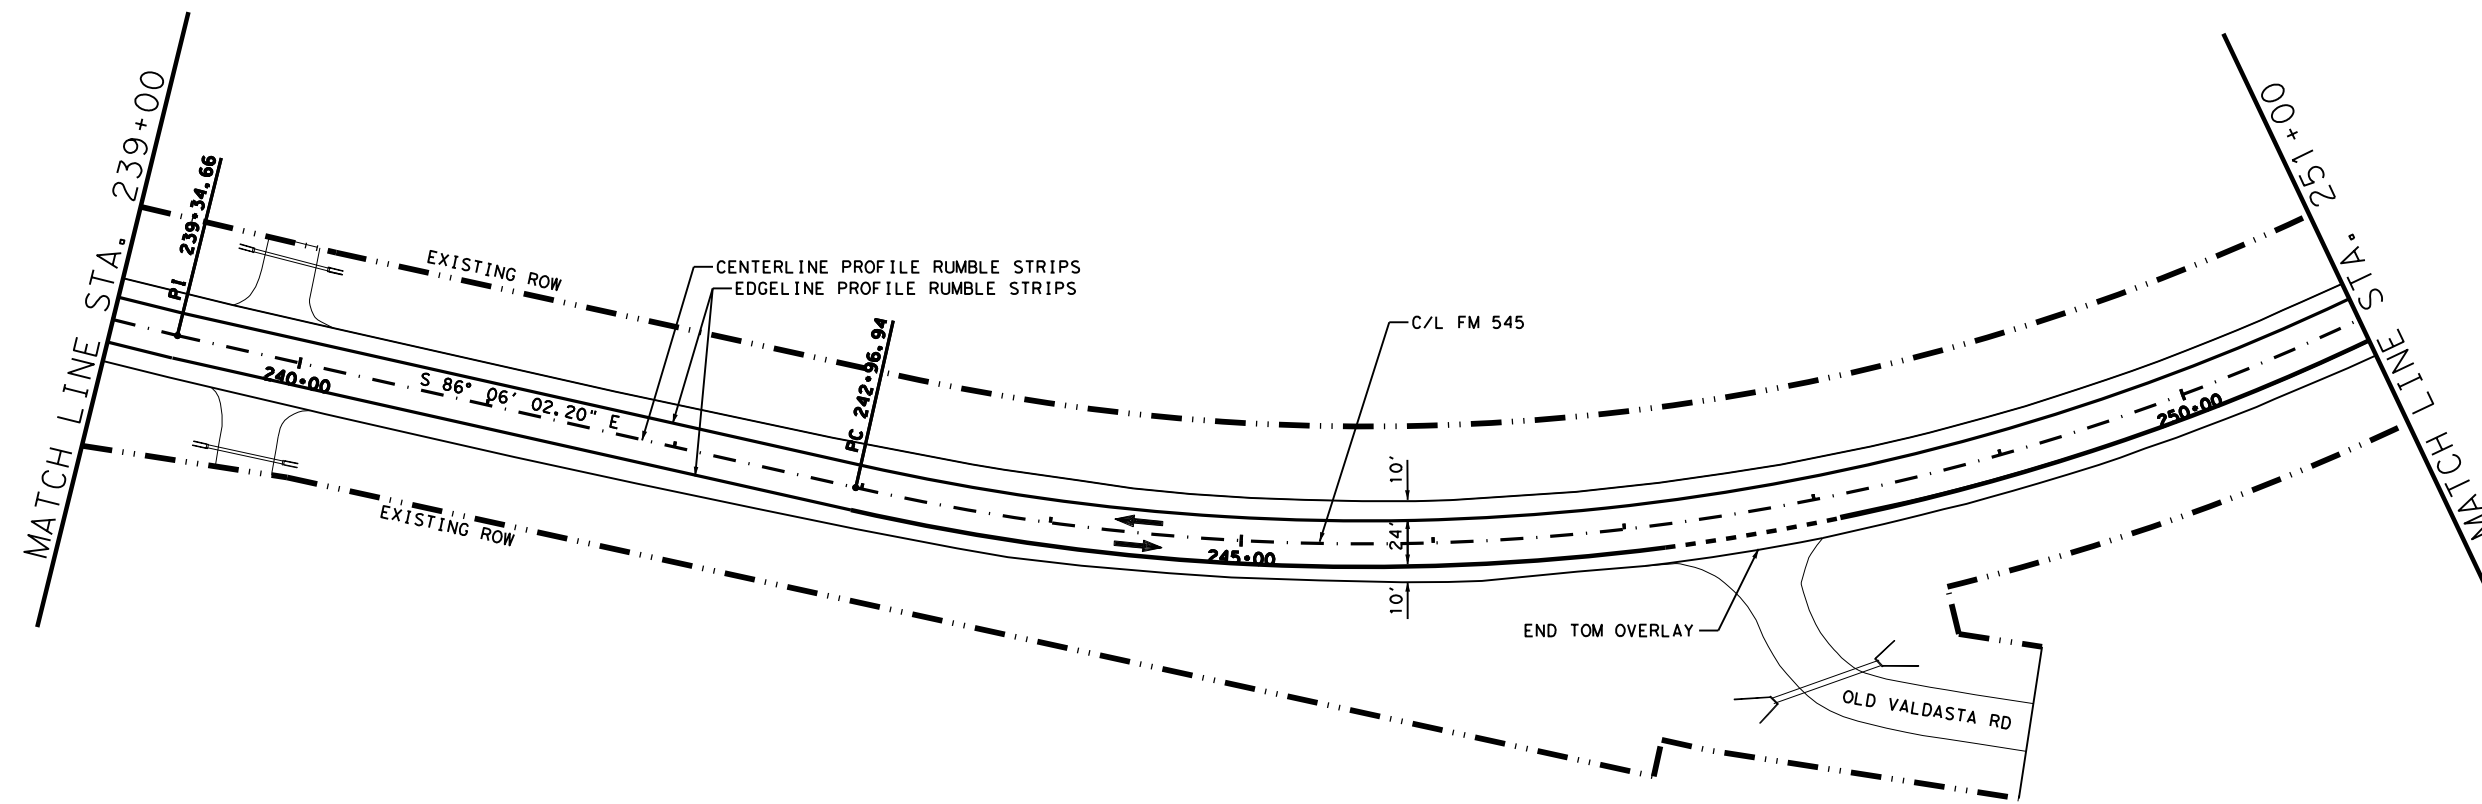 MATCH LINE STA. 239+00
PI 239+34.66
EXISTING ROW
CENTERLINE PROFILE RUMBLE STRIPS
EDGELINE PROFILE RUMBLE STRIPS
C/L FM 545
MATCH LINE STA. 251+00
240+00
S 86° 06' 02.20" E
PC 242+96.94
10'
24'
10'
245+00
250+00
EXISTING ROW
END TOM OVERLAY
OLD VALDASTA RD